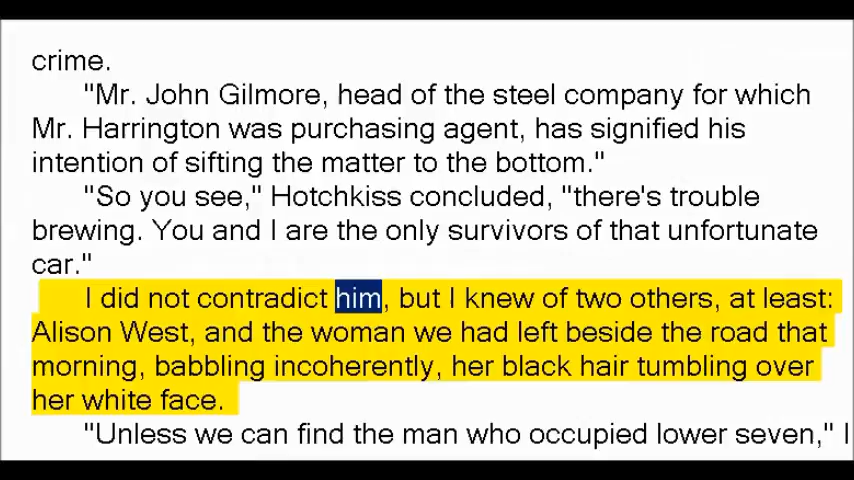 crime.
"Mr. John Gilmore, head of the steel company for which
Mr. Harrington was purchasing agent, has signified his
intention of sifting the matter to the bottom."
"So you see," Hotchkiss concluded, "there's trouble
brewing. You and I are the only survivors of that unfortunate
car."
I did not contradict him, but I knew of two others, at least:
Alison West, and the woman we had left beside the road that
morning, babbling incoherently, her black hair tumbling over
her white face.
"Unless we can find the man who occupied lower seven," I